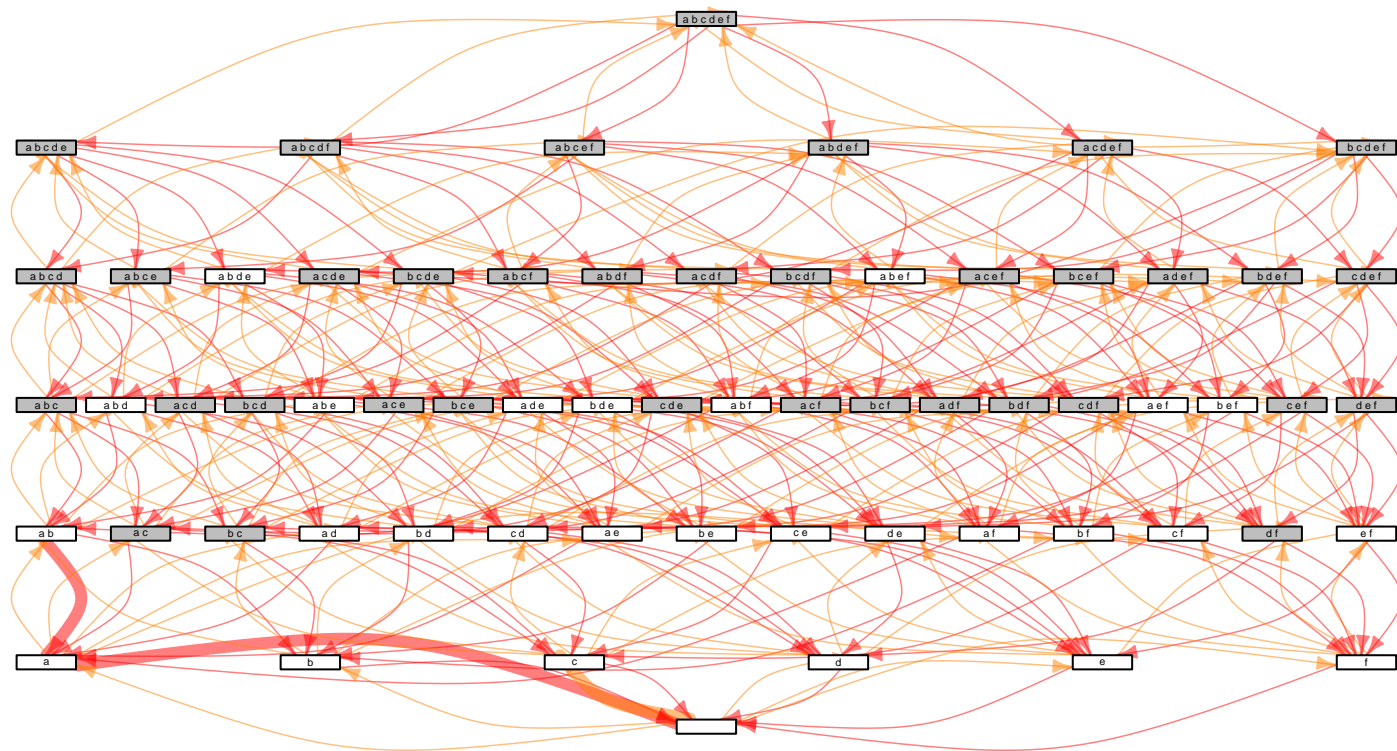 abcdef
abcde abcdf abcef abdef acdef bcdef
abcd abce abde acde bcde abcf abdf acdf bcdf abef acef bcef adef bdef cdef
abc abd acd bcd abe ace bce ade bde cde abf acf bcf adf bdf cdf aef bef cef def
ab ac bc ad bd cd ae be ce de af bf cf df ef
a b c d e f